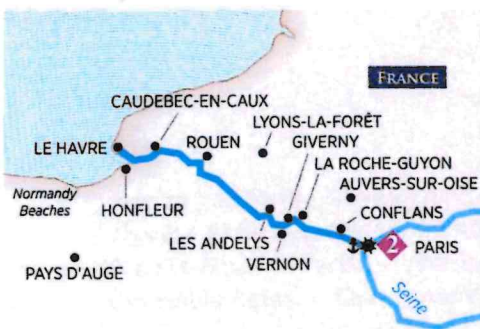 FRANCE
CAUDEBEC-EN-CAUX
LYONS-LA-FORÊT
LE HAVRE
ROUEN
GIVERNY
LA ROCHE-GUYON
AUVERS-SUR-OISE
Normandy
Beaches
HONFLEUR
CONFLANS
LES ANDELYS
2
PARIS
VERNON
PAYS D'AUGE
Seine